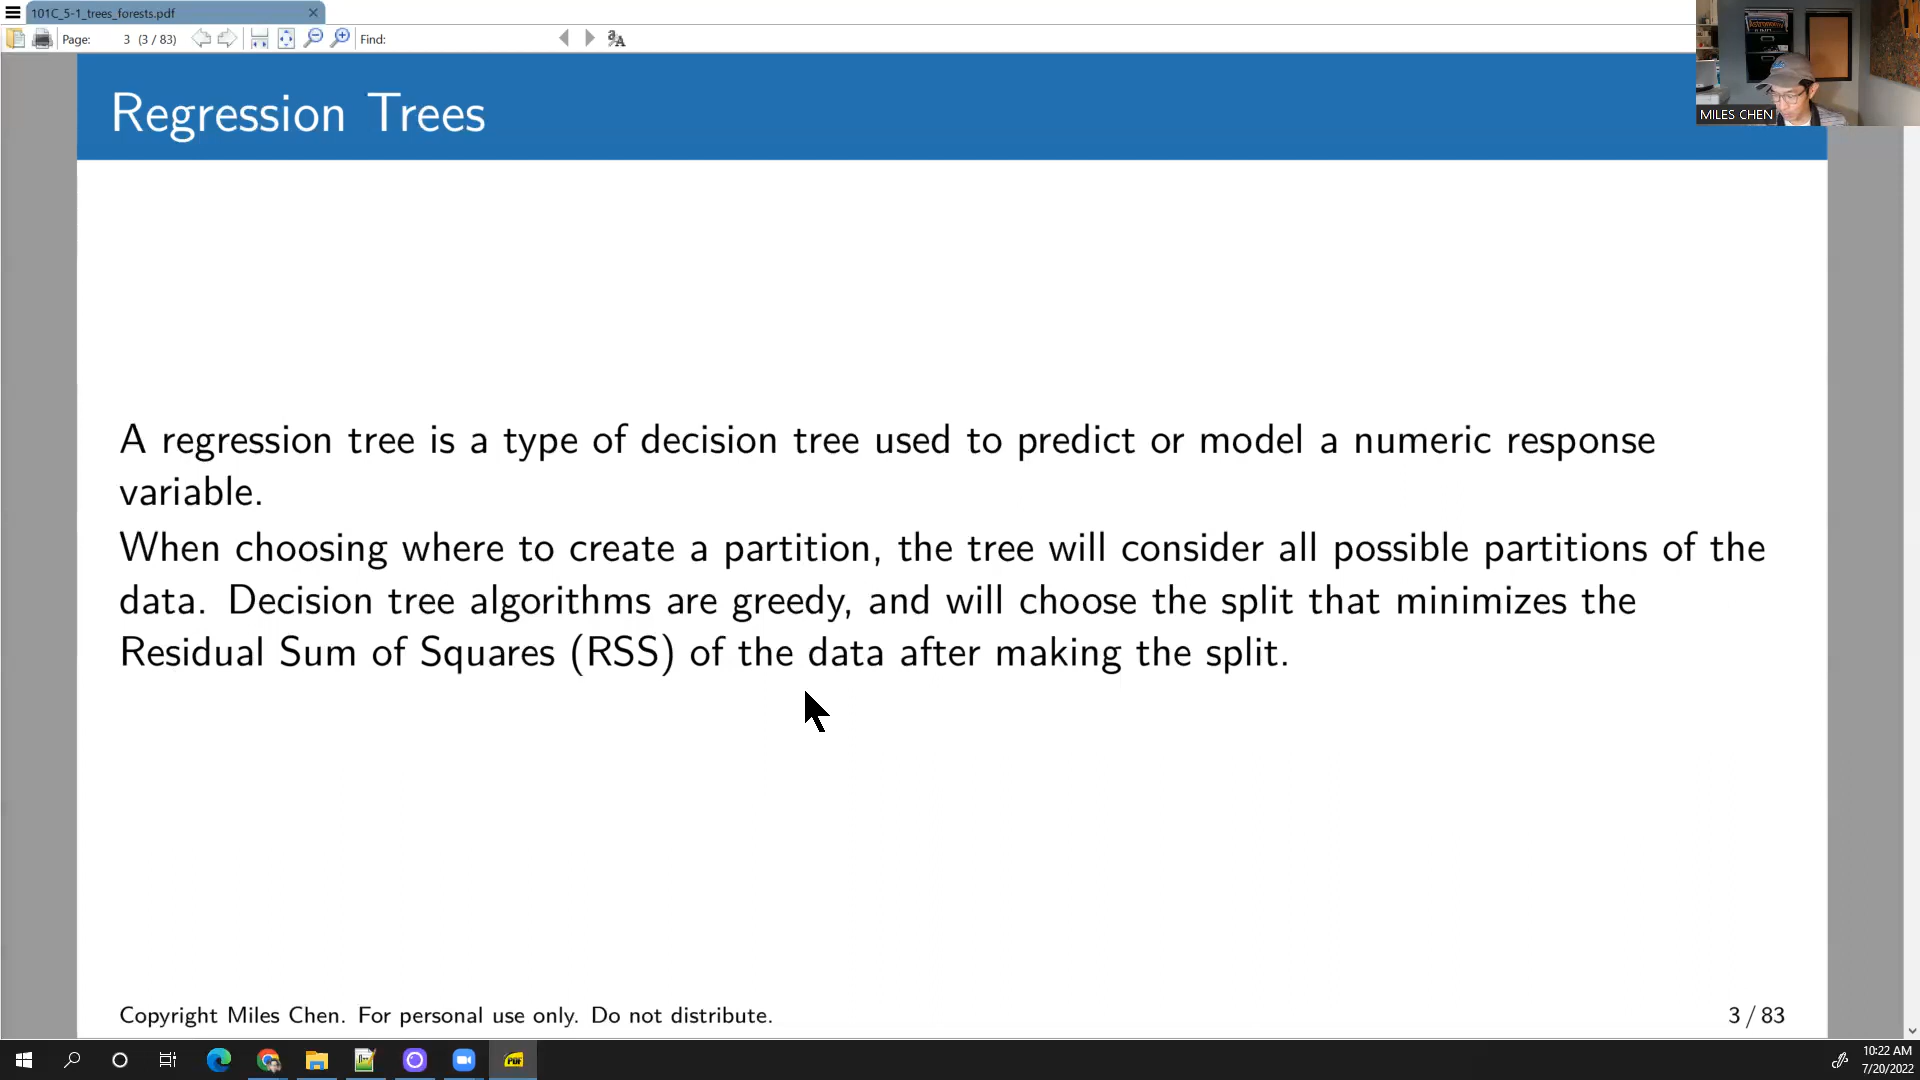 101C_5-1_trees_forests.pdf
Page: 3 (3 / 83) Find:
Regression Trees
MILES CHEN
A regression tree is a type of decision tree used to predict or model a numeric response
variable.
When choosing where to create a partition, the tree will consider all possible partitions of the
data. Decision tree algorithms are greedy, and will choose the split that minimizes the
Residual Sum of Squares (RSS) of the data after making the split.
Copyright Miles Chen. For personal use only. Do not distribute.
3 / 83
10:22 AM
7/20/2022